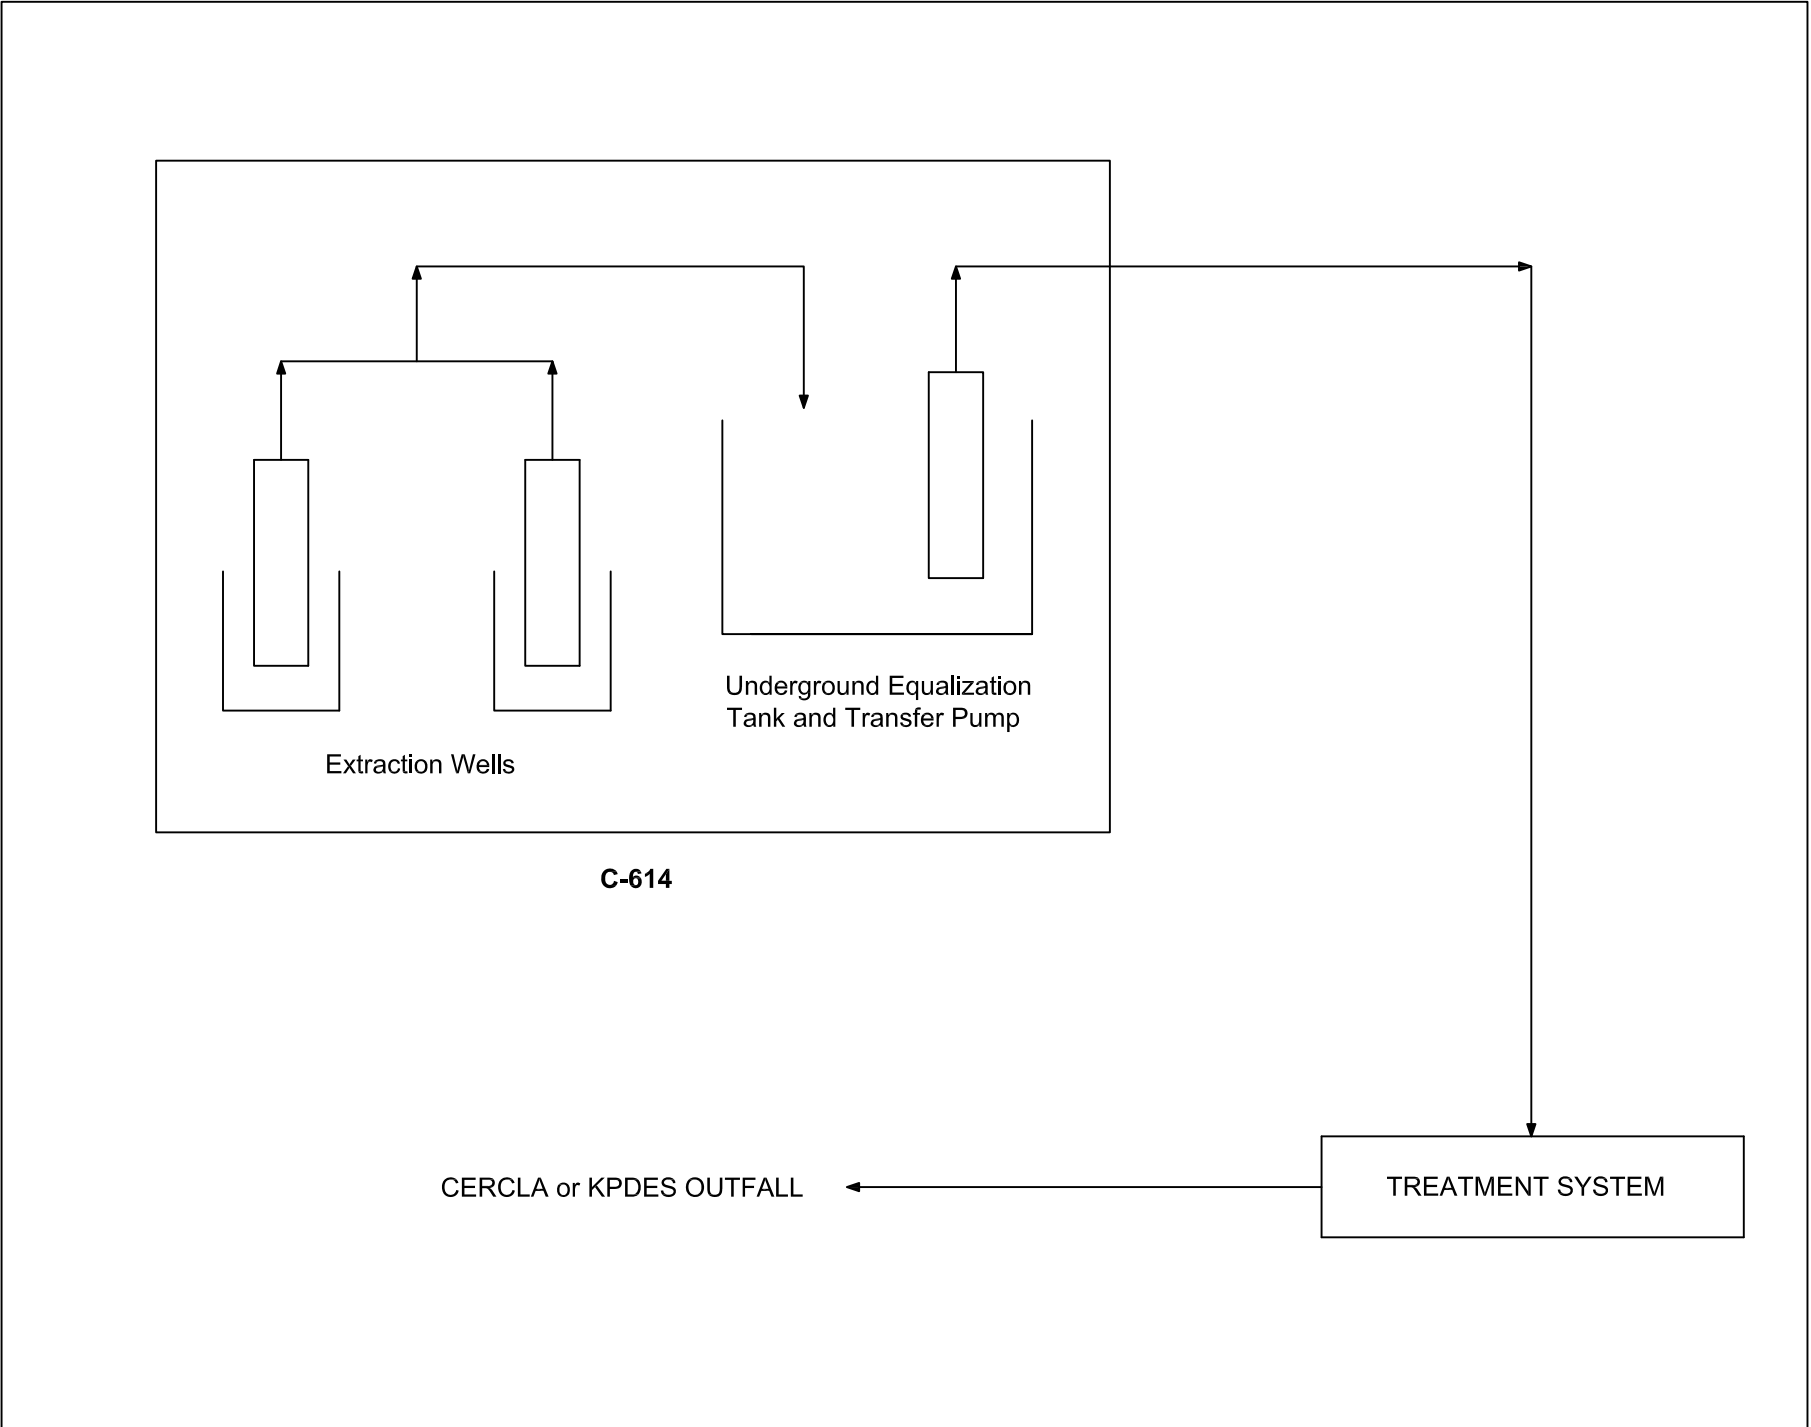 Underground Equalization
Tank and Transfer Pump
Extraction Wells
C-614
CERCLA or KPDES OUTFALL
TREATMENT SYSTEM